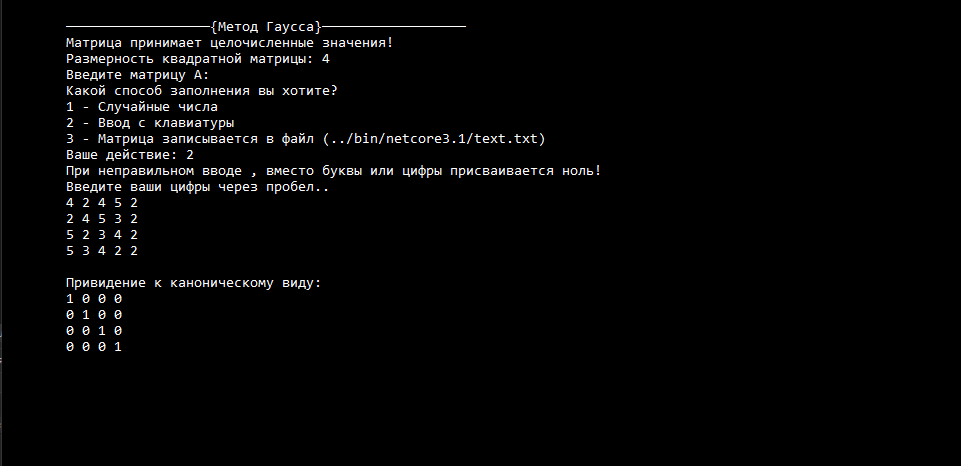 ──────────────────{Метод Гаусса}──────────────────
Матрица принимает целочисленные значения!
Размерность квадратной матрицы: 4
Введите матрицу А:
Какой способ заполнения вы хотите?
1 - Случайные числа
2 - Ввод с клавиатуры
3 - Матрица записывается в файл (../bin/netcore3.1/text.txt)
Ваше действие: 2
При неправильном вводе , вместо буквы или цифры присваивается ноль!
Введите ваши цифры через пробел..
4 2 4 5 2
2 4 5 3 2
5 2 3 4 2
5 3 4 2 2
Привидение к каноническому виду:
1 0 0 0
0 1 0 0
0 0 1 0
0 0 0 1